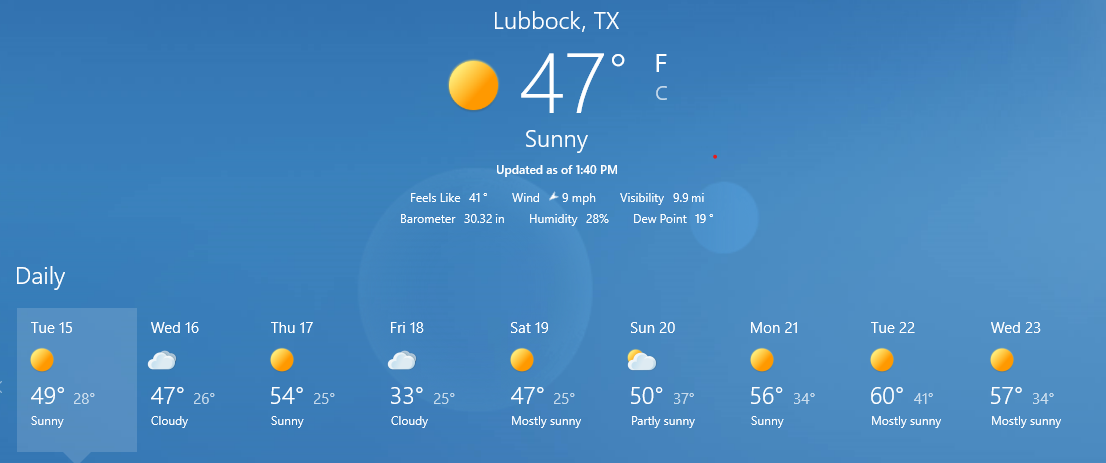 Lubbock, TX
47° F
C
Sunny
Updated as of 1:40 PM
Feels Like 41° Wind 9 mph Visibility 9.9 mi
Barometer 30.32 in Humidity 28% Dew Point 19°
Daily
Tue 15 Wed 16 Thu 17 Fri 18 Sat 19 Sun 20 Mon 21 Tue 22 Wed 23
49° 28° 47° 26° 54° 25° 33° 25° 47° 25° 50° 37° 56° 34° 60° 41° 57° 34°
Sunny Cloudy Sunny Cloudy Mostly sunny Partly sunny Sunny Mostly sunny Mostly sunny